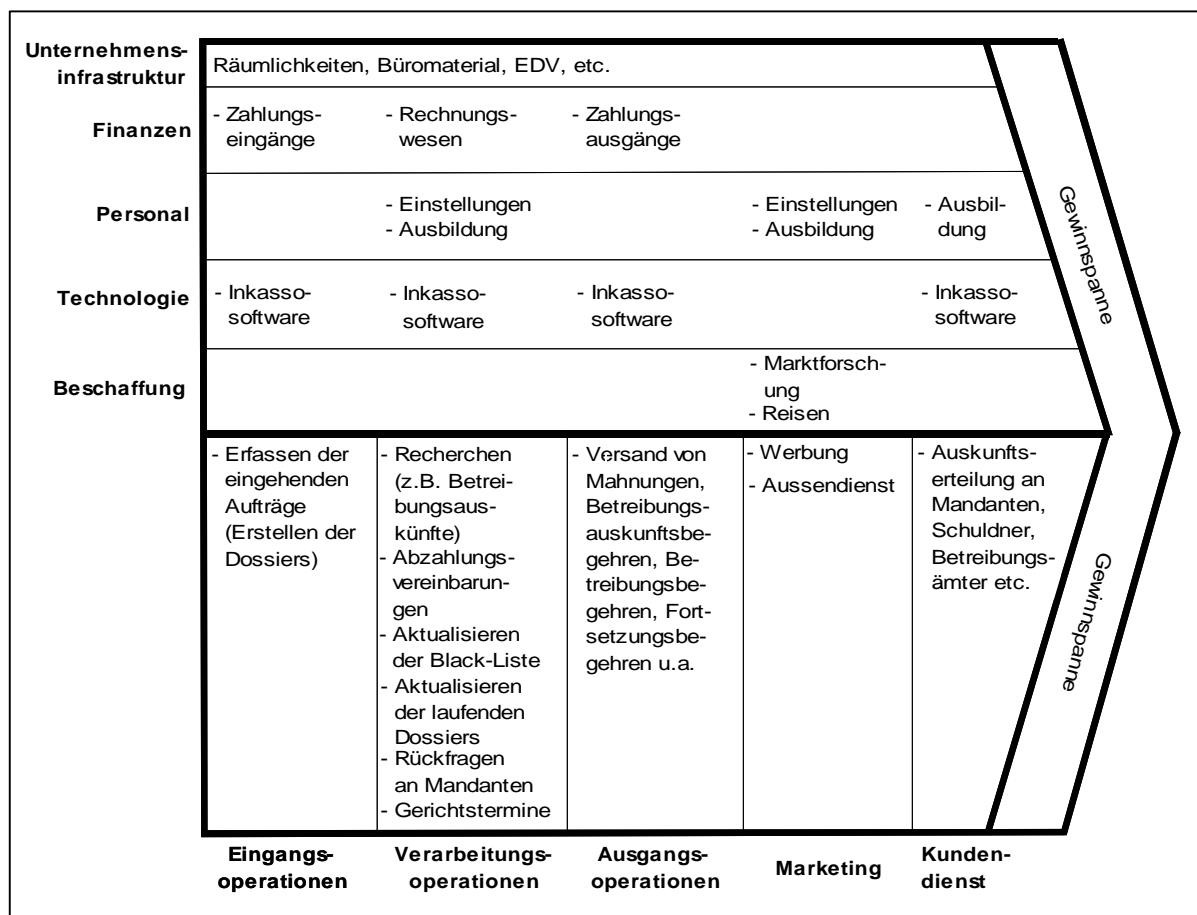 Unternehmens-
infrastruktur
Räumlichkeiten, Büromaterial, EDV, etc.
Finanzen
- Zahlungs-
eingänge
- Rechnungs-
wesen
- Zahlungs-
ausgänge
Personal
- Einstellungen
- Ausbildung
- Einstellungen
- Ausbildung
- Ausbil-
dung
Technologie
- Inkasso-
software
- Inkasso-
software
- Inkasso-
software
- Inkasso-
software
Beschaffung
- Marktforsch-
ung
- Reisen
Gewinnspanne
- Erfassen der
eingehenden
Aufträge
(Erstellen der
Dossiers)
- Recherchen
(z.B. Betrei-
bungsaus-
künfte)
- Abzahlungs-
vereinbarun-
gen
- Aktualisieren
der Black-Liste
- Aktualisieren
der laufenden
Dossiers
- Rückfragen
an Mandanten
- Gerichtstermine
- Versand von
Mahnungen,
Betreibungs-
auskunftsbe-
gehren, Be-
treibungsbe-
gehren, Fort-
setzungsbe-
gehren u.a.
- Werbung
- Aussendienst
- Auskunfts-
erteilung an
Mandanten,
Schuldner,
Betreibungs-
ämter etc.
Gewinnspanne
Eingangs-
operationen
Verarbeitungs-
operationen
Ausgangs-
operationen
Marketing
Kunden-
dienst